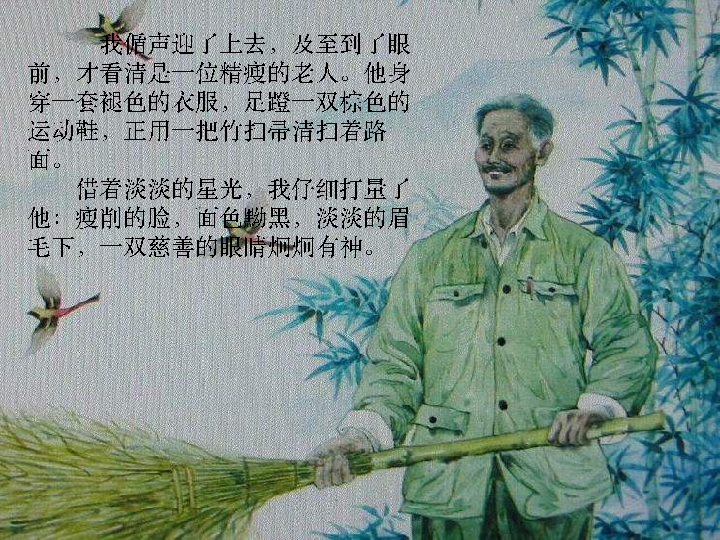 我循声迎了上去，及至到了眼
前，才看清是一位精瘦的老人。他身
穿一套褪色的衣服，足蹬一双棕色的
运动鞋，正用一把竹扫帚清扫着路
面。
借着淡淡的星光，我仔细打量了
他：瘦削的脸，面色黝黑，淡淡的眉
毛下，一双慈善的眼睛炯炯有神。